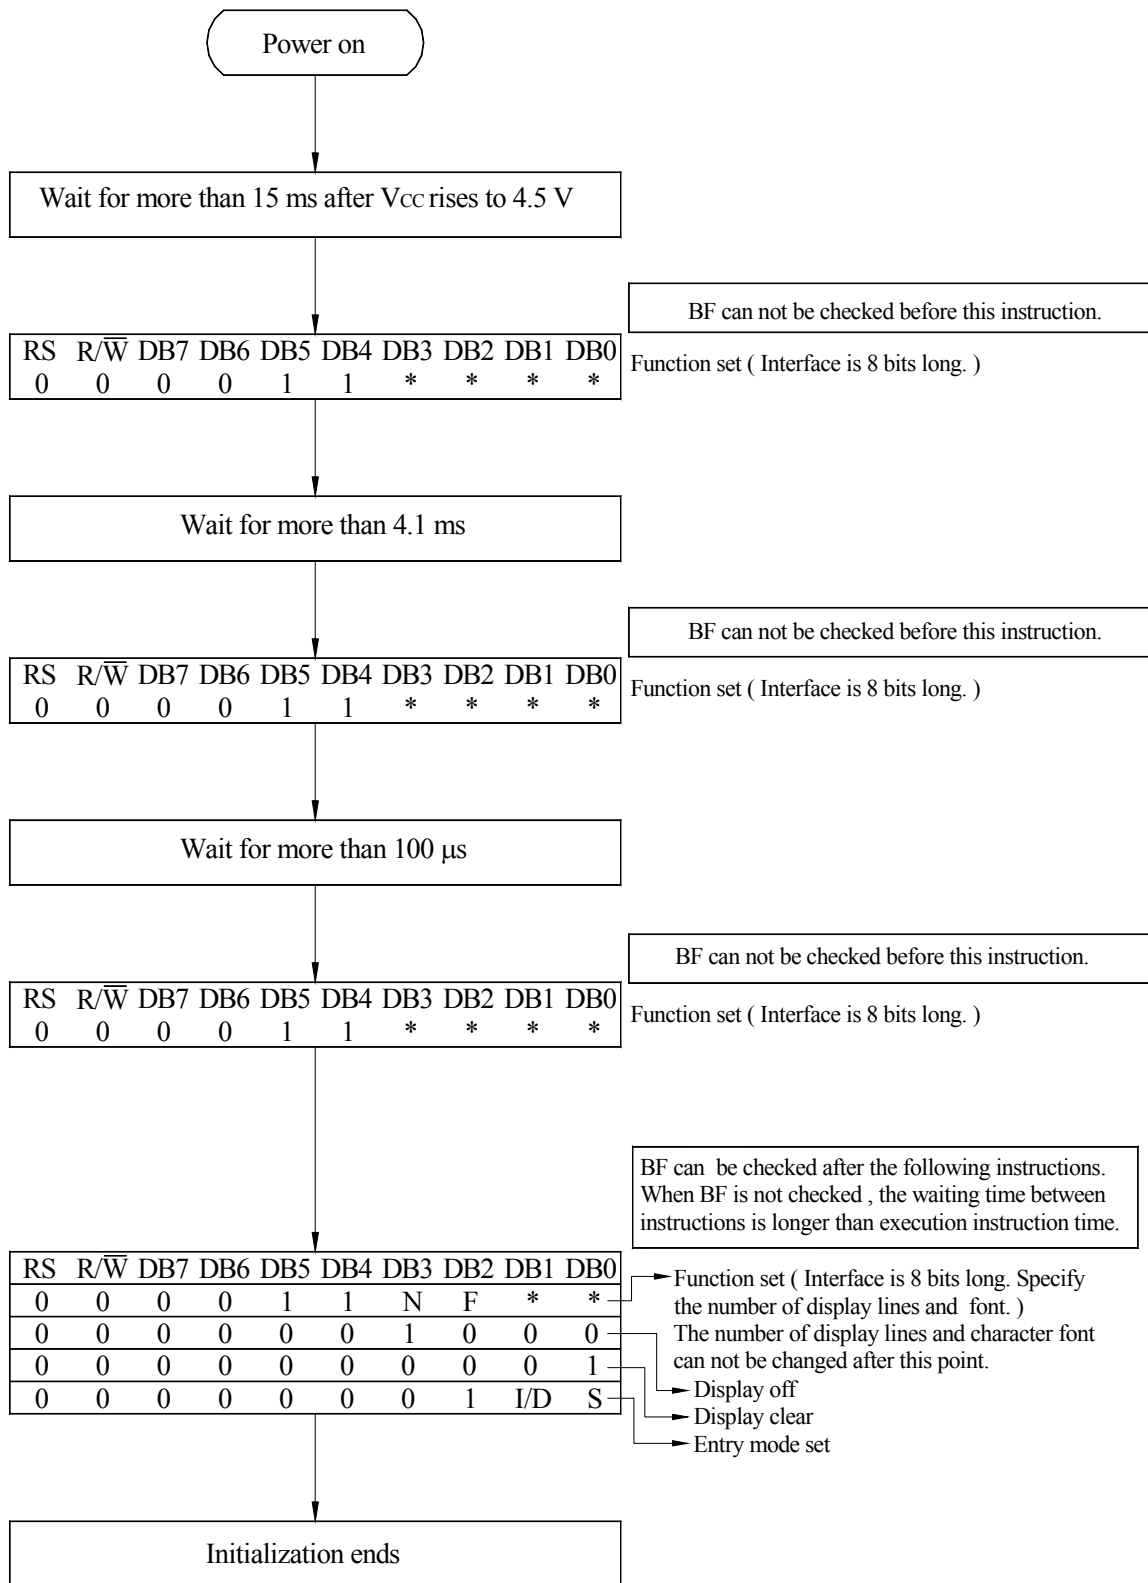 Power on
Wait for more than 15 ms after VCC rises to 4.5 V
BF can not be checked before this instruction.
RS R/W̅ DB7 DB6 DB5 DB4 DB3 DB2 DB1 DB0
0 0 0 0 1 1 * * * *
Function set ( Interface is 8 bits long. )
Wait for more than 4.1 ms
BF can not be checked before this instruction.
RS R/W̅ DB7 DB6 DB5 DB4 DB3 DB2 DB1 DB0
0 0 0 0 1 1 * * * *
Function set ( Interface is 8 bits long. )
Wait for more than 100 μs
BF can not be checked before this instruction.
RS R/W̅ DB7 DB6 DB5 DB4 DB3 DB2 DB1 DB0
0 0 0 0 1 1 * * * *
Function set ( Interface is 8 bits long. )
BF can be checked after the following instructions.
When BF is not checked , the waiting time between
instructions is longer than execution instruction time.
RS R/W̅ DB7 DB6 DB5 DB4 DB3 DB2 DB1 DB0
0 0 0 0 1 1 N F * *
0 0 0 0 0 0 1 0 0 0
0 0 0 0 0 0 0 0 0 1
0 0 0 0 0 0 0 1 I/D S
Function set ( Interface is 8 bits long. Specify
the number of display lines and font. )
The number of display lines and character font
can not be changed after this point.
Display off
Display clear
Entry mode set
Initialization ends